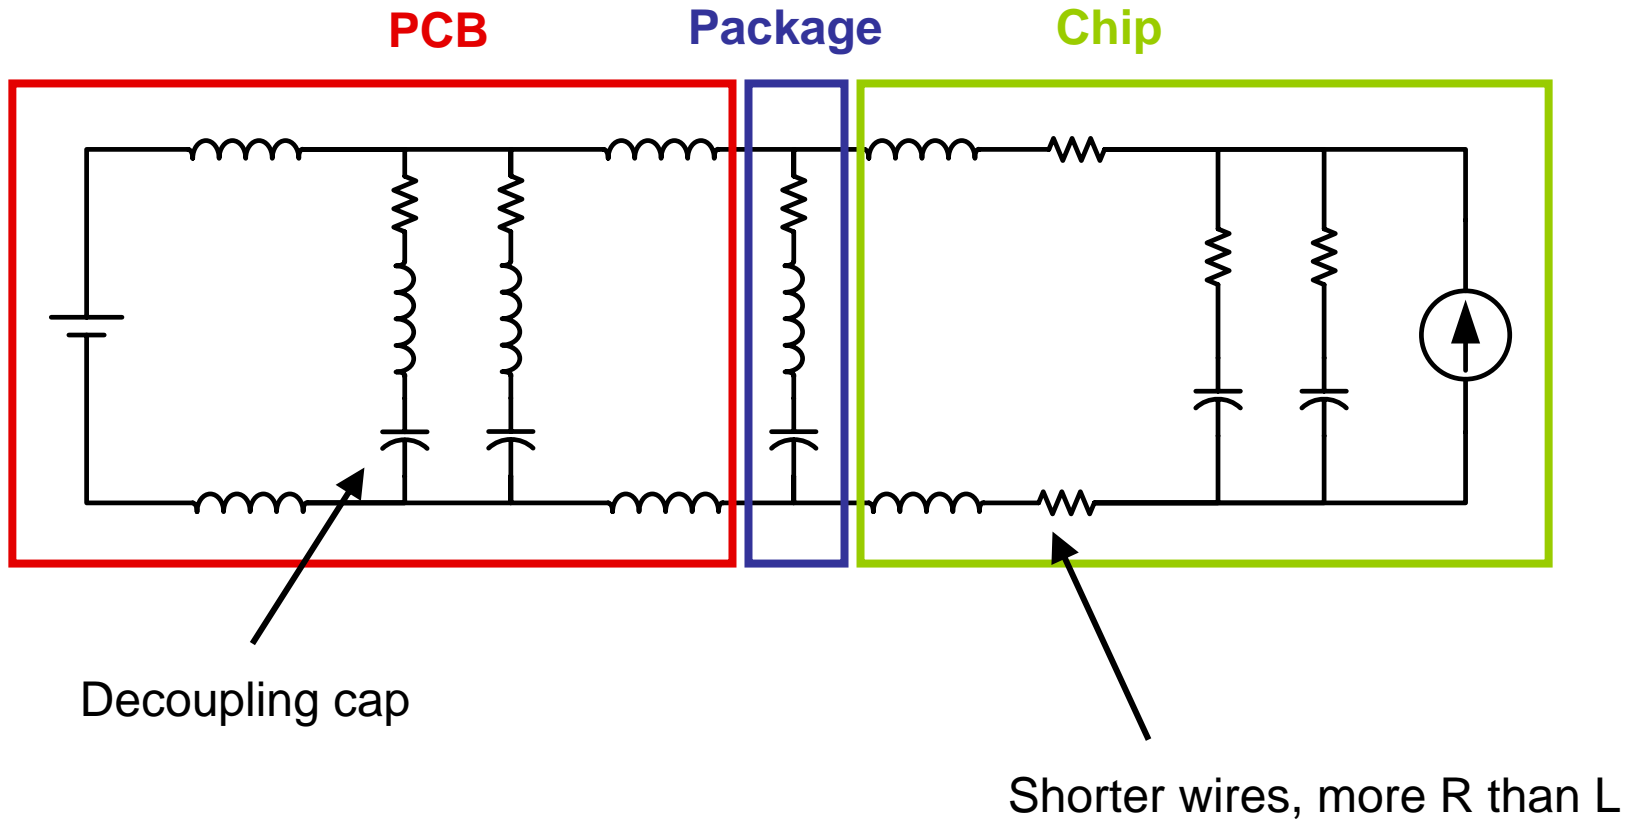 PCB
Package
Chip
Decoupling cap
Shorter wires, more R than L